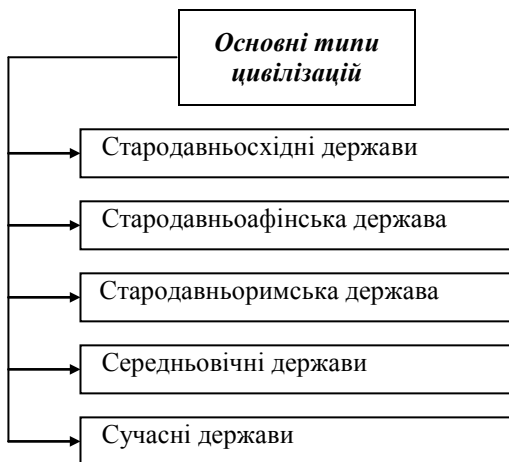 Основні типи
цивілізацій
Стародавньосхідні держави
Стародавньоафінська держава
Стародавньоримська держава
Середньовічні держави
Сучасні держави